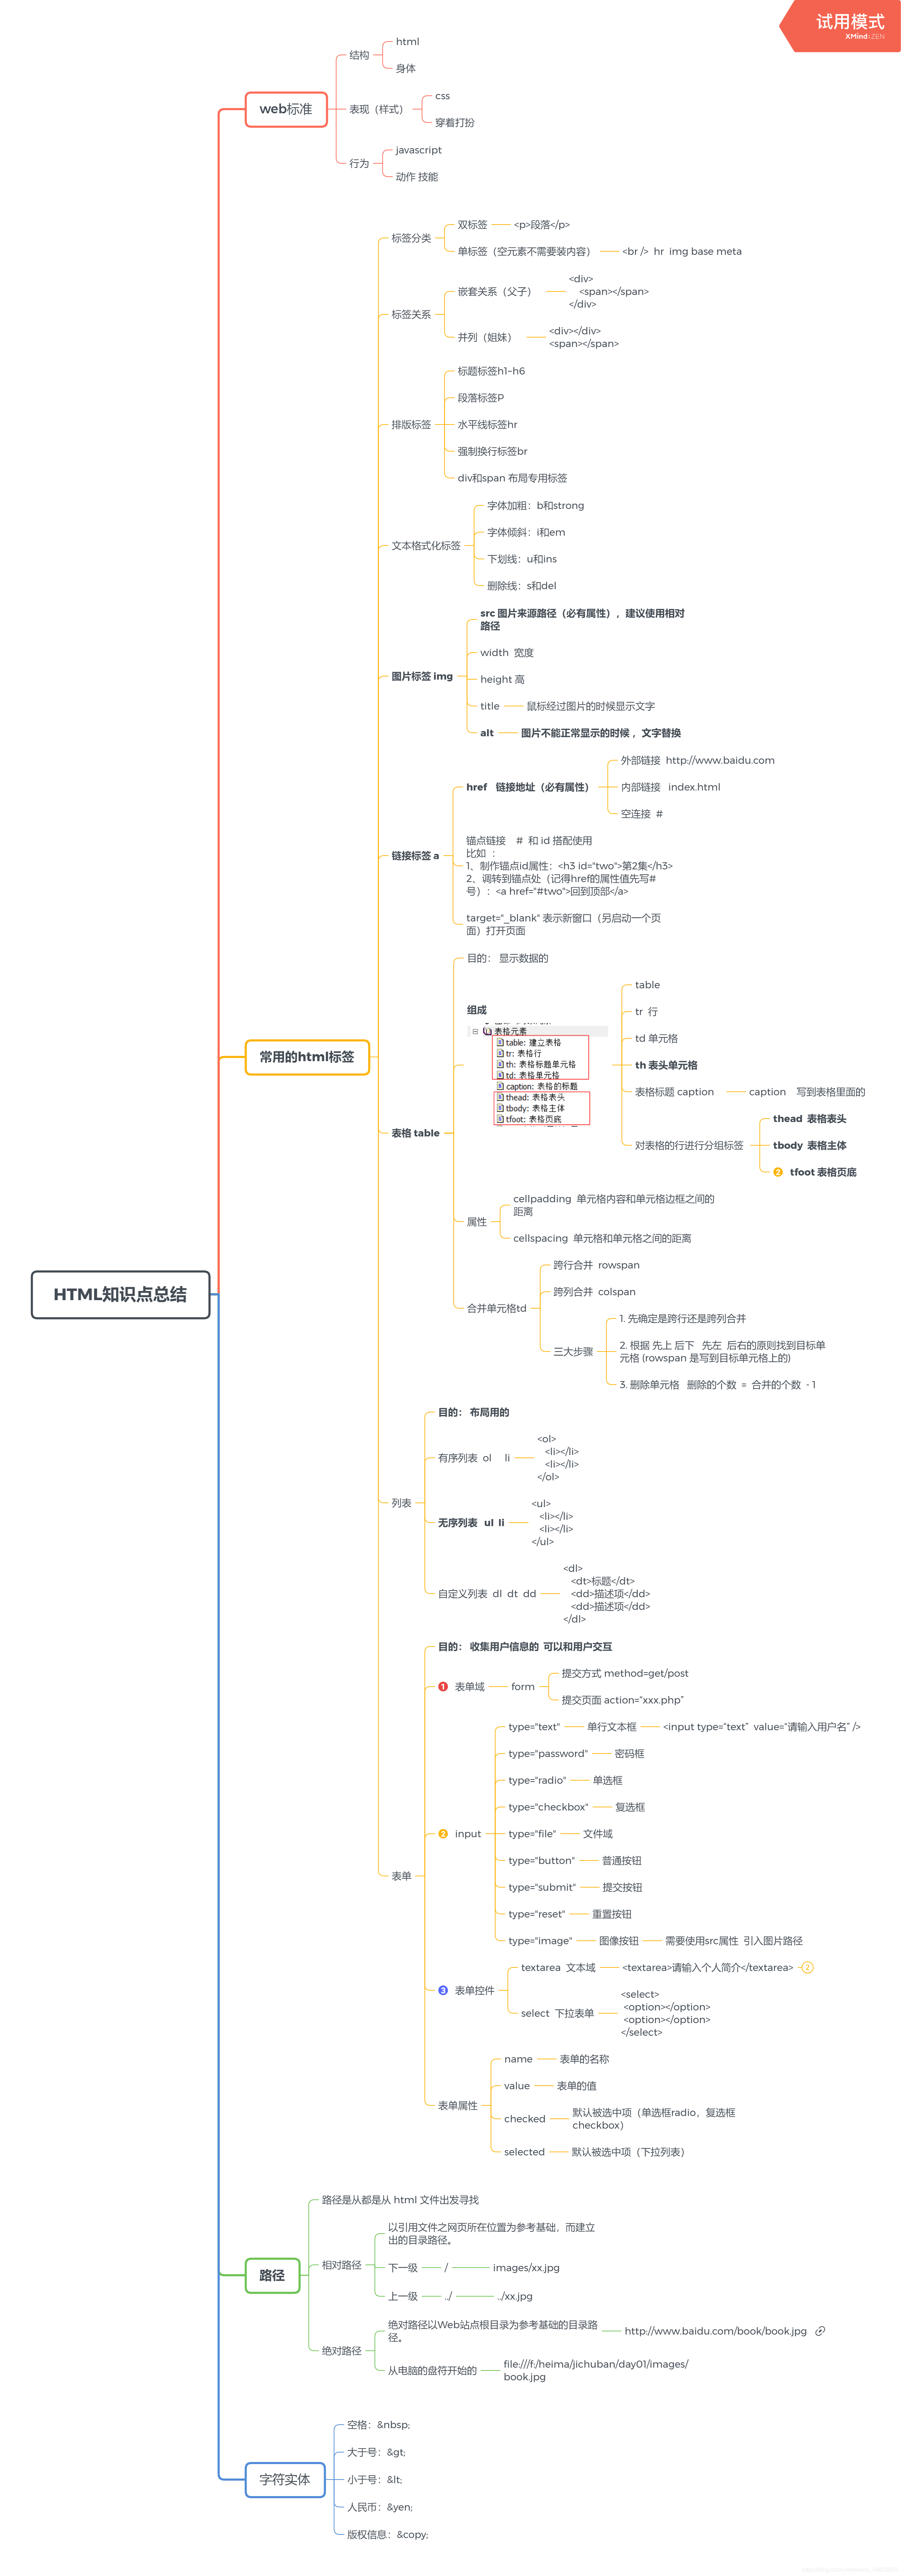 试用模式
XMind:ZEN
HTML知识点总结
web标准
结构
html
身体
表现（样式）
css
穿着打扮
行为
javascript
动作 技能
常用的html标签
标签分类
双标签
<p>段落</p>
单标签（空元素不需要装内容）
<br /> hr img base meta
标签关系
嵌套关系（父子）
<div>
<span></span>
</div>
并列（姐妹）
<div></div>
<span></span>
排版标签
标题标签h1~h6
段落标签P
水平线标签hr
强制换行标签br
div和span 布局专用标签
文本格式化标签
字体加粗：b和strong
字体倾斜：i和em
下划线：u和ins
删除线：s和del
图片标签 img
src 图片来源路径（必有属性），建议使用相对
路径
width 宽度
height 高
title
鼠标经过图片的时候显示文字
alt
图片不能正常显示的时候 ，文字替换
链接标签 a
href 链接地址（必有属性）
外部链接 http://www.baidu.com
内部链接 index.html
空连接 #
锚点链接 # 和 id 搭配使用
比如 ：
1、制作锚点id属性：<h3 id="two">第2集</h3>
2、调转到锚点处（记得href的属性值先写#
号）：<a href="#two">回到顶部</a>
target="_blank" 表示新窗口（另启动一个页
面）打开页面
表格 table
目的： 显示数据的
组成
表格元素
table: 建立表格
tr: 表格行
th: 表格标题单元格
td: 表格单元格
caption: 表格的标题
thead: 表格表头
tbody: 表格主体
tfoot: 表格页底
table
tr 行
td 单元格
th 表头单元格
表格标题 caption
caption 写到表格里面的
对表格的行进行分组标签
thead 表格表头
tbody 表格主体
2 tfoot 表格页底
属性
cellpadding 单元格内容和单元格边框之间的
距离
cellspacing 单元格和单元格之间的距离
合并单元格td
跨行合并 rowspan
跨列合并 colspan
三大步骤
1. 先确定是跨行还是跨列合并
2. 根据 先上 后下 先左 后右的原则找到目标单
元格 (rowspan 是写到目标单元格上的)
3. 删除单元格 删除的个数 = 合并的个数 - 1
列表
目的： 布局用的
有序列表 ol li
<ol>
<li></li>
<li></li>
</ol>
无序列表 ul li
<ul>
<li></li>
<li></li>
</ul>
自定义列表 dl dt dd
<dl>
<dt>标题</dt>
<dd>描述项</dd>
<dd>描述项</dd>
</dl>
表单
目的： 收集用户信息的 可以和用户交互
1 表单域
form
提交方式 method=get/post
提交页面 action="xxx.php"
2 input
type="text"
单行文本框
<input type="text" value="请输入用户名" />
type="password"
密码框
type="radio"
单选框
type="checkbox"
复选框
type="file"
文件域
type="button"
普通按钮
type="submit"
提交按钮
type="reset"
重置按钮
type="image"
图像按钮
需要使用src属性 引入图片路径
3 表单控件
textarea 文本域
<textarea>请输入个人简介</textarea>
2
select 下拉表单
<select>
<option></option>
<option></option>
</select>
表单属性
name
表单的名称
value
表单的值
checked
默认被选中项（单选框radio，复选框
checkbox）
selected
默认被选中项（下拉列表）
路径
路径是从都是从 html 文件出发寻找
相对路径
以引用文件之网页所在位置为参考基础，而建立
出的目录路径。
下一级
/
images/xx.jpg
上一级
../
../xx.jpg
绝对路径
绝对路径以Web站点根目录为参考基础的目录路
径。
http://www.baidu.com/book/book.jpg
从电脑的盘符开始的
file:///f:/heima/jichuban/day01/images/
book.jpg
字符实体
空格：&nbsp;
大于号：&gt;
小于号：&lt;
人民币：&yen;
版权信息：&copy;